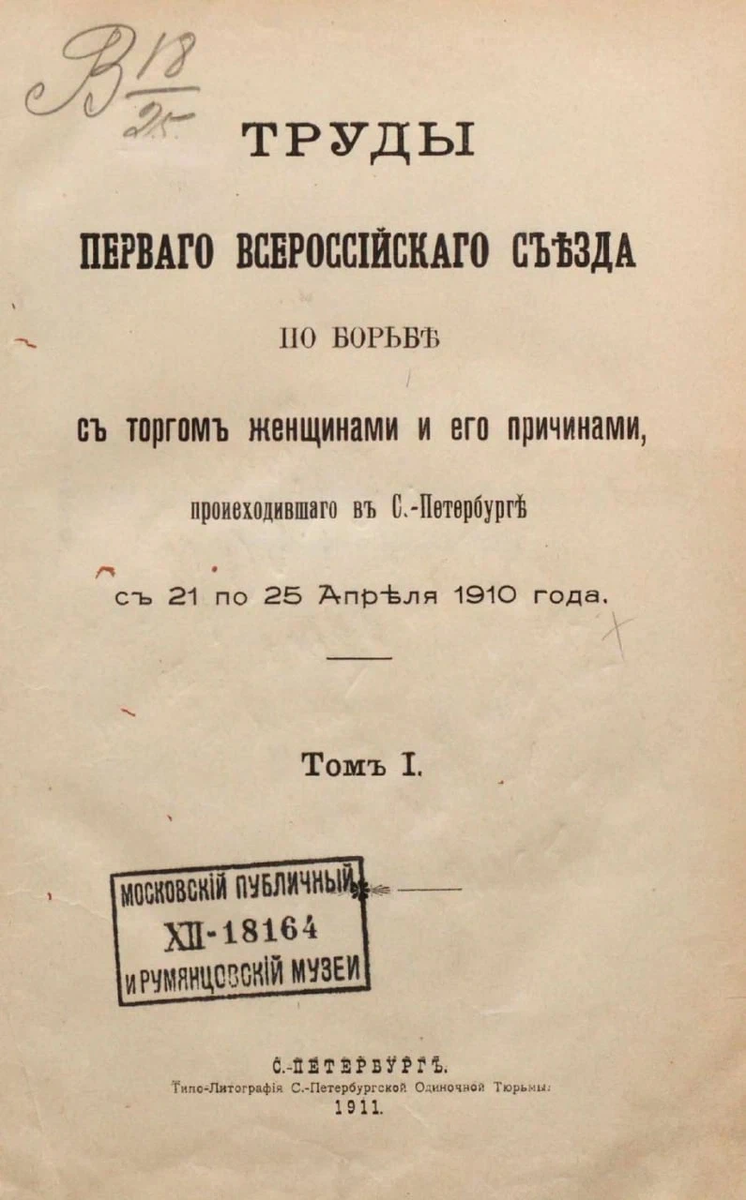 В 18
25
ТРУДЫ
ПЕРВАГО ВСЕРОССІЙСКАГО СЪѢЗДА
ПО БОРЬБѢ
съ торгомъ женщинами и его причинами,
происходившаго въ С.-Петербургѣ
съ 21 по 25 Апрѣля 1910 года.
Томъ I.
МОСКОВСКІЙ ПУБЛИЧНЫЙ
XII-18164
И РУМЯНЦОВСКІЙ МУЗЕИ
С.-ПЕТЕРБУРГЪ.
Типо-Литографія С.-Петербургской Одиночной Тюрьмы.
1911.